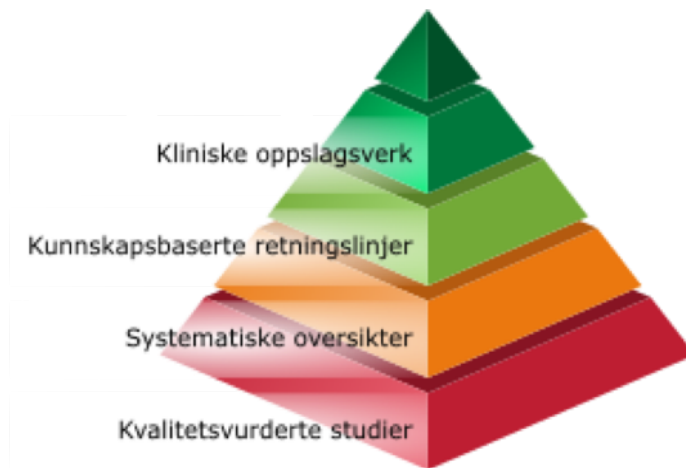 Kliniske oppslagsverk
Kunnskapsbaserte retningslinjer
Systematiske oversikter
Kvalitetsvurderte studier